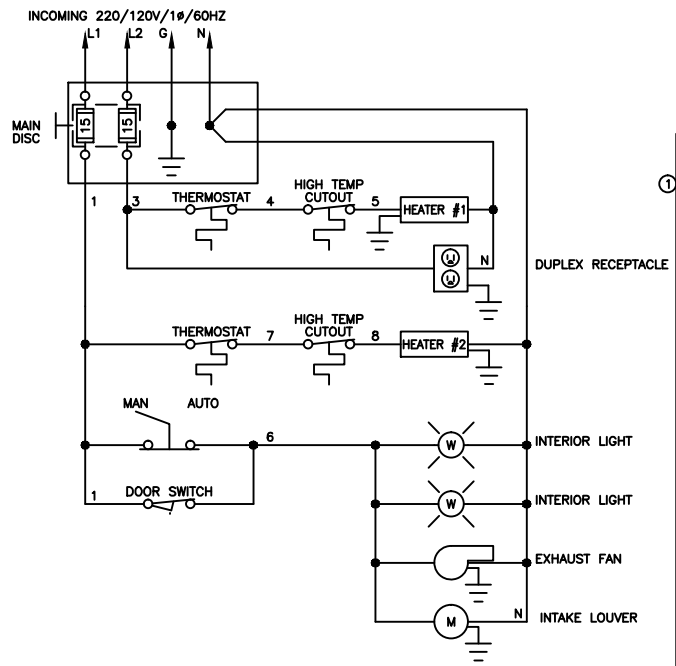 INCOMING 220/120V/1ø/60HZ
L1 L2 G N
MAIN
DISC
15 15
1
THERMOSTAT
HIGH TEMP
CUTOUT
1 3 4 5 HEATER #1
N
DUPLEX RECEPTACLE
THERMOSTAT
HIGH TEMP
CUTOUT
7 8 HEATER #2
MAN AUTO
6
W INTERIOR LIGHT
1 DOOR SWITCH
W INTERIOR LIGHT
EXHAUST FAN
M N INTAKE LOUVER